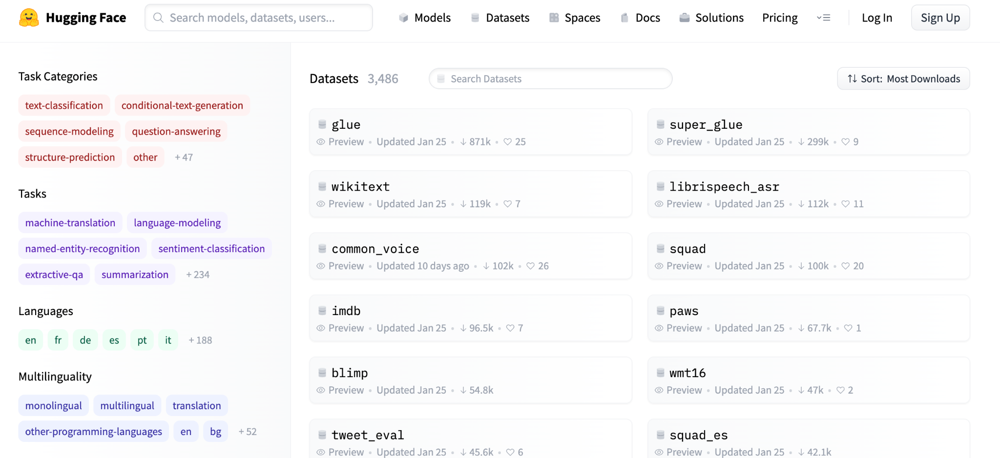 Hugging Face
Search models, datasets, users...
Models
Datasets
Spaces
Docs
Solutions
Pricing
Log In
Sign Up
Task Categories
text-classification conditional-text-generation
sequence-modeling question-answering
structure-prediction other + 47
Tasks
machine-translation language-modeling
named-entity-recognition sentiment-classification
extractive-qa summarization + 234
Languages
en fr de es pt it + 188
Multilinguality
monolingual multilingual translation
other-programming-languages en bg + 52
Datasets 3,486
Search Datasets
Sort: Most Downloads
glue
Preview • Updated Jan 25 • ↓ 871k • ♡ 25
super_glue
Preview • Updated Jan 25 • ↓ 299k • ♡ 9
wikitext
Preview • Updated Jan 25 • ↓ 119k • ♡ 7
librispeech_asr
Preview • Updated Jan 25 • ↓ 112k • ♡ 11
common_voice
Preview • Updated 10 days ago • ↓ 102k • ♡ 26
squad
Preview • Updated Jan 25 • ↓ 100k • ♡ 20
imdb
Preview • Updated Jan 25 • ↓ 96.5k • ♡ 7
paws
Preview • Updated Jan 25 • ↓ 67.7k • ♡ 1
blimp
Preview • Updated Jan 25 • ↓ 54.8k
wmt16
Preview • Updated Jan 25 • ↓ 47k • ♡ 2
tweet_eval
Preview • Updated Jan 25 • ↓ 45.6k • ♡ 6
squad_es
Preview • Updated Jan 25 • ↓ 42.1k